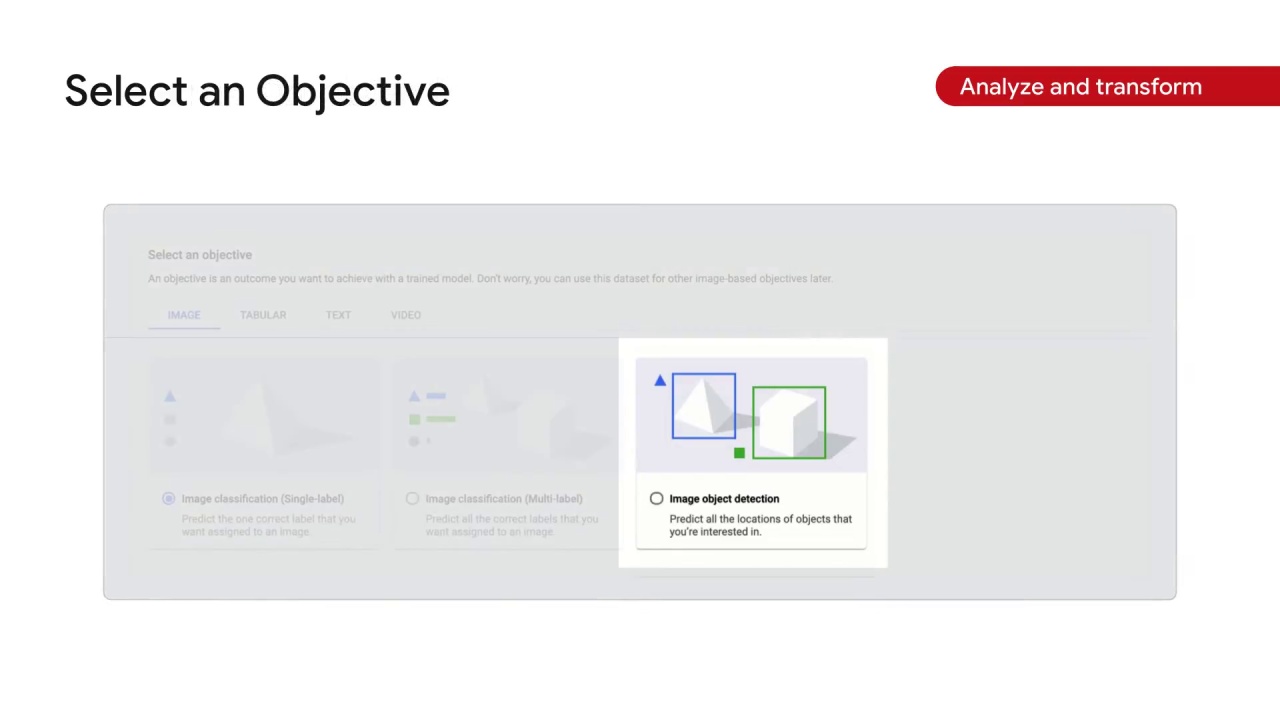 Select an Objective
Analyze and transform
Select an objective
An objective is an outcome you want to achieve with a trained model. Don't worry, you can use this dataset for other image-based objectives later.
IMAGE TABULAR TEXT VIDEO
Image classification (Single-label)
Predict the one correct label that you
want assigned to an image.
Image classification (Multi-label)
Predict all the correct labels that you
want assigned to an image.
Image object detection
Predict all the locations of objects that
you're interested in.